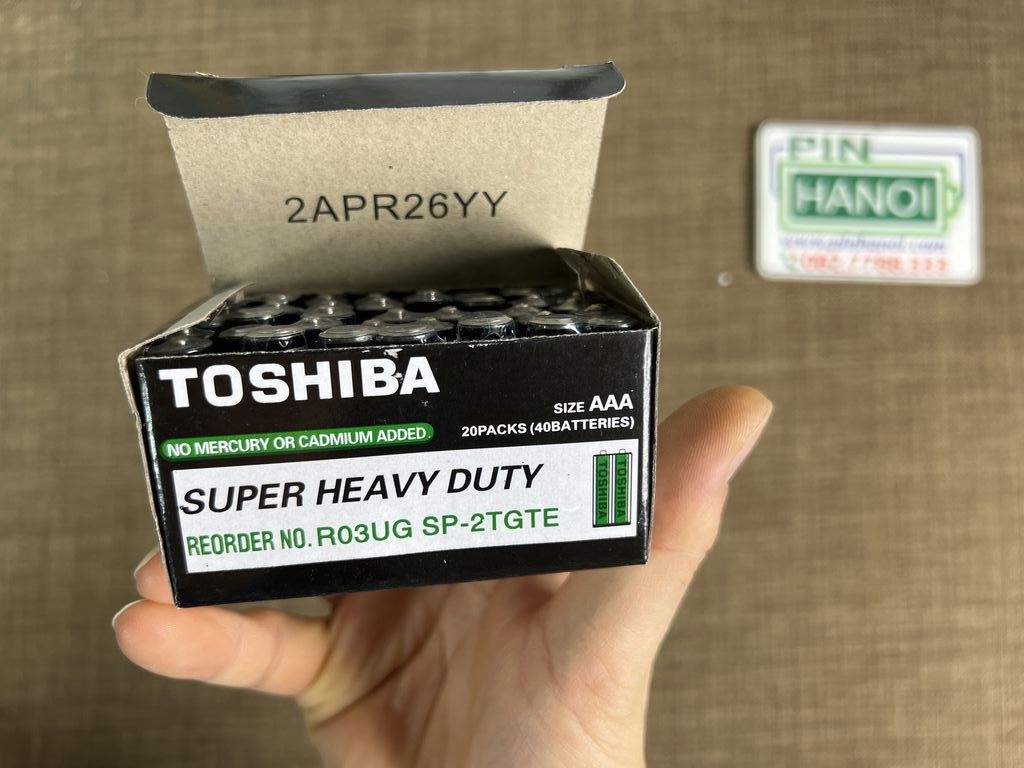 2APR26YY
TOSHIBA
SIZE AAA
20PACKS (40BATTERIES)
NO MERCURY OR CADMIUM ADDED.
SUPER HEAVY DUTY
REORDER NO. R03UG SP-2TGTE
TOSHIBA
TOSHIBA
PIN
HANOI